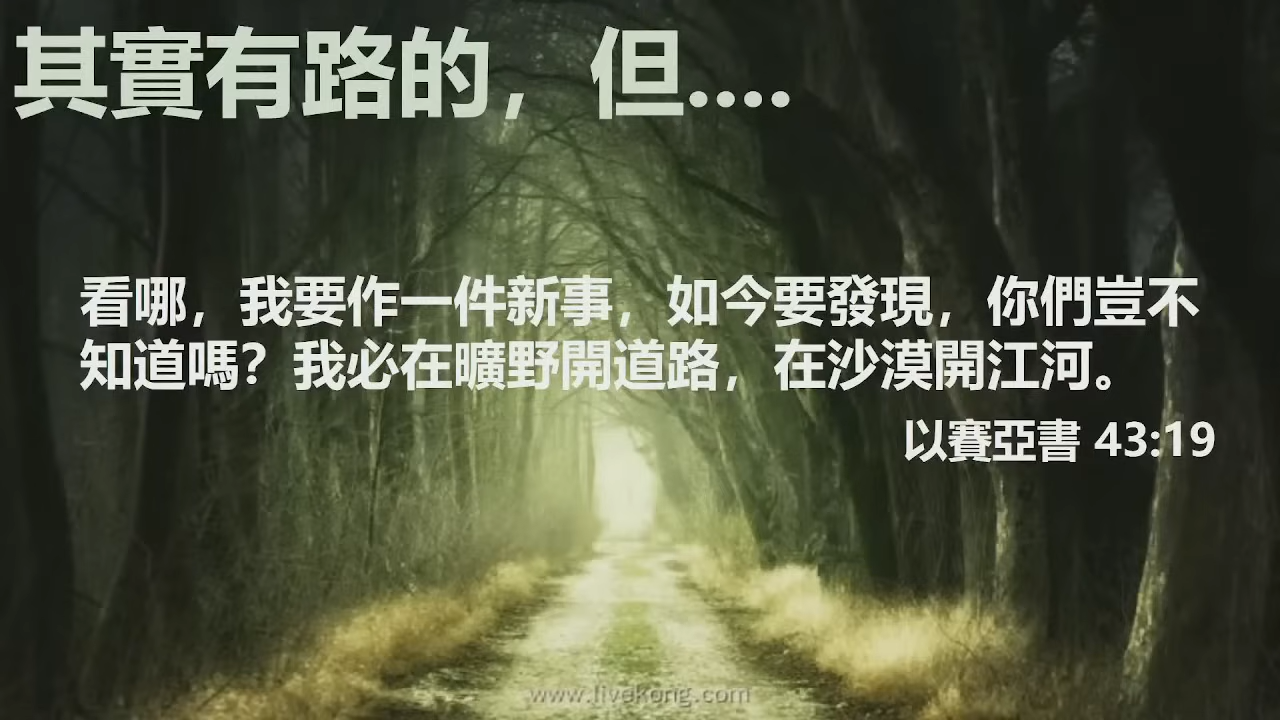 其實有路的，但....
看哪，我要作一件新事，如今要發現，你們豈不
知道嗎？我必在曠野開道路，在沙漠開江河。
以賽亞書 43:19
www.livekong.com